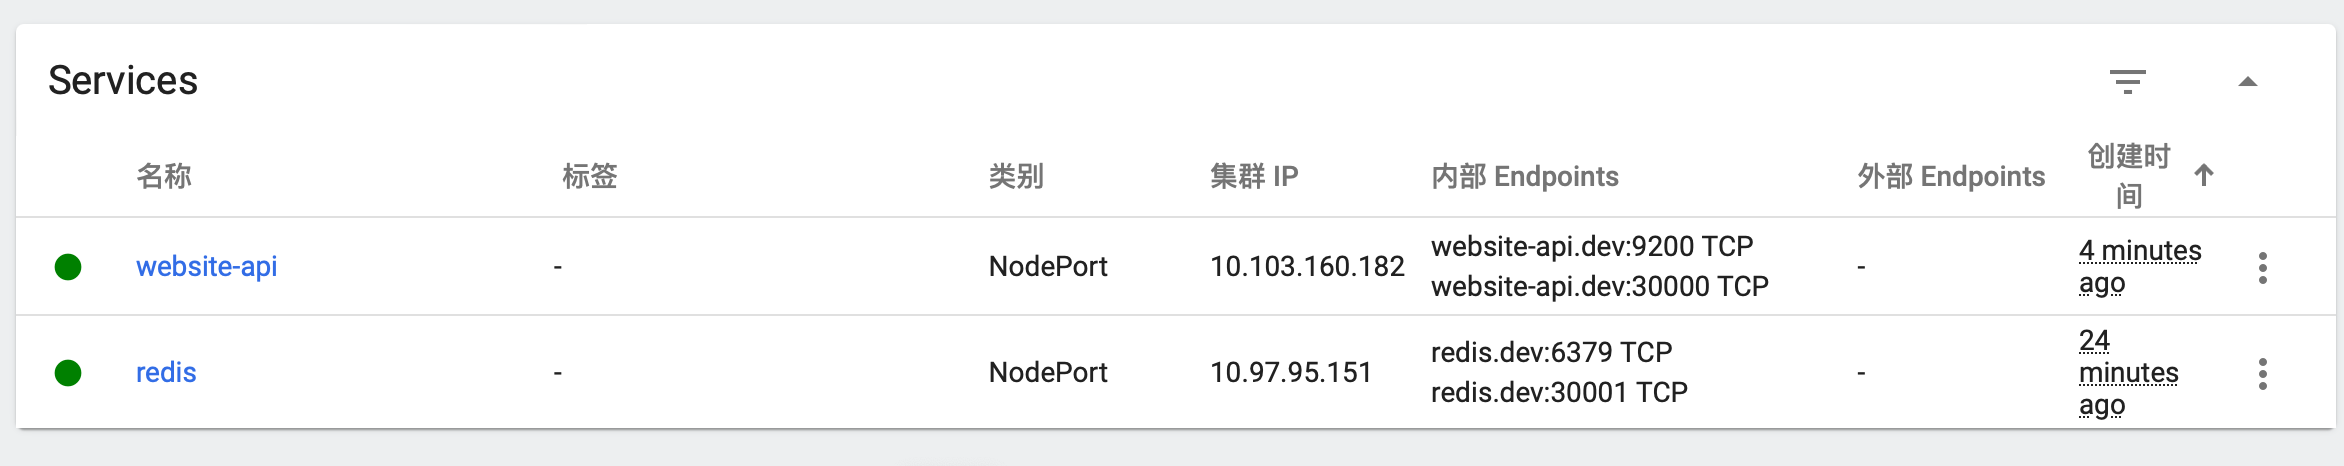 Services
名称 标签 类别 集群 IP 内部 Endpoints 外部 Endpoints 创建时
间
website-api - NodePort 10.103.160.182 website-api.dev:9200 TCP
website-api.dev:30000 TCP - 4 minutes
ago
redis - NodePort 10.97.95.151 redis.dev:6379 TCP
redis.dev:30001 TCP - 24
minutes
ago